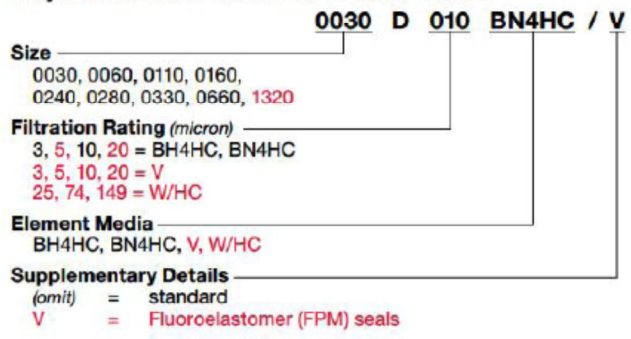 0030 D 010 BN4HC / V
Size
0030, 0060, 0110, 0160,
0240, 0280, 0330, 0660, 1320
Filtration Rating (micron)
3, 5, 10, 20 = BH4HC, BN4HC
3, 5, 10, 20 = V
25, 74, 149 = W/HC
Element Media
BH4HC, BN4HC, V, W/HC
Supplementary Details
(omit) = standard
V = Fluoroelastomer (FPM) seals